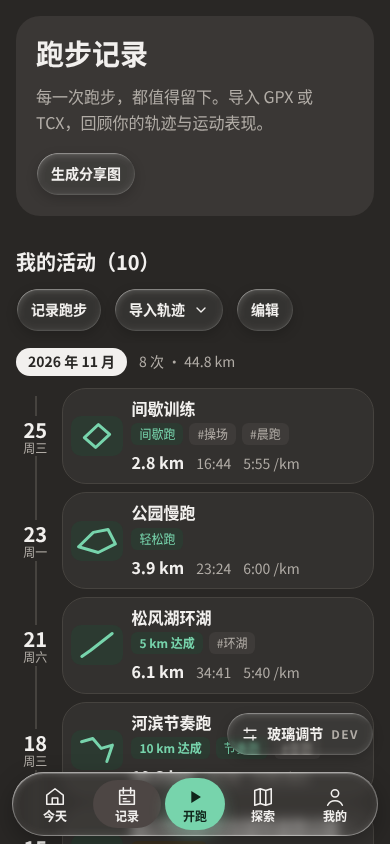 跑步记录
每一次跑步，都值得留下。导入 GPX 或
TCX，回顾你的轨迹与运动表现。
生成分享图
我的活动（10）
记录跑步 导入轨迹 编辑
2026 年 11 月 8 次 · 44.8 km
25
周三
间歇训练
间歇跑 #操场 #晨跑
2.8 km 16:44 5:55 /km
23
周一
公园慢跑
轻松跑
3.9 km 23:24 6:00 /km
21
周六
松风湖环湖
5 km 达成 #环湖
6.1 km 34:41 5:40 /km
18
周三
河滨节奏跑
10 km 达成
玻璃调节 DEV
今天 记录 开跑 探索 我的